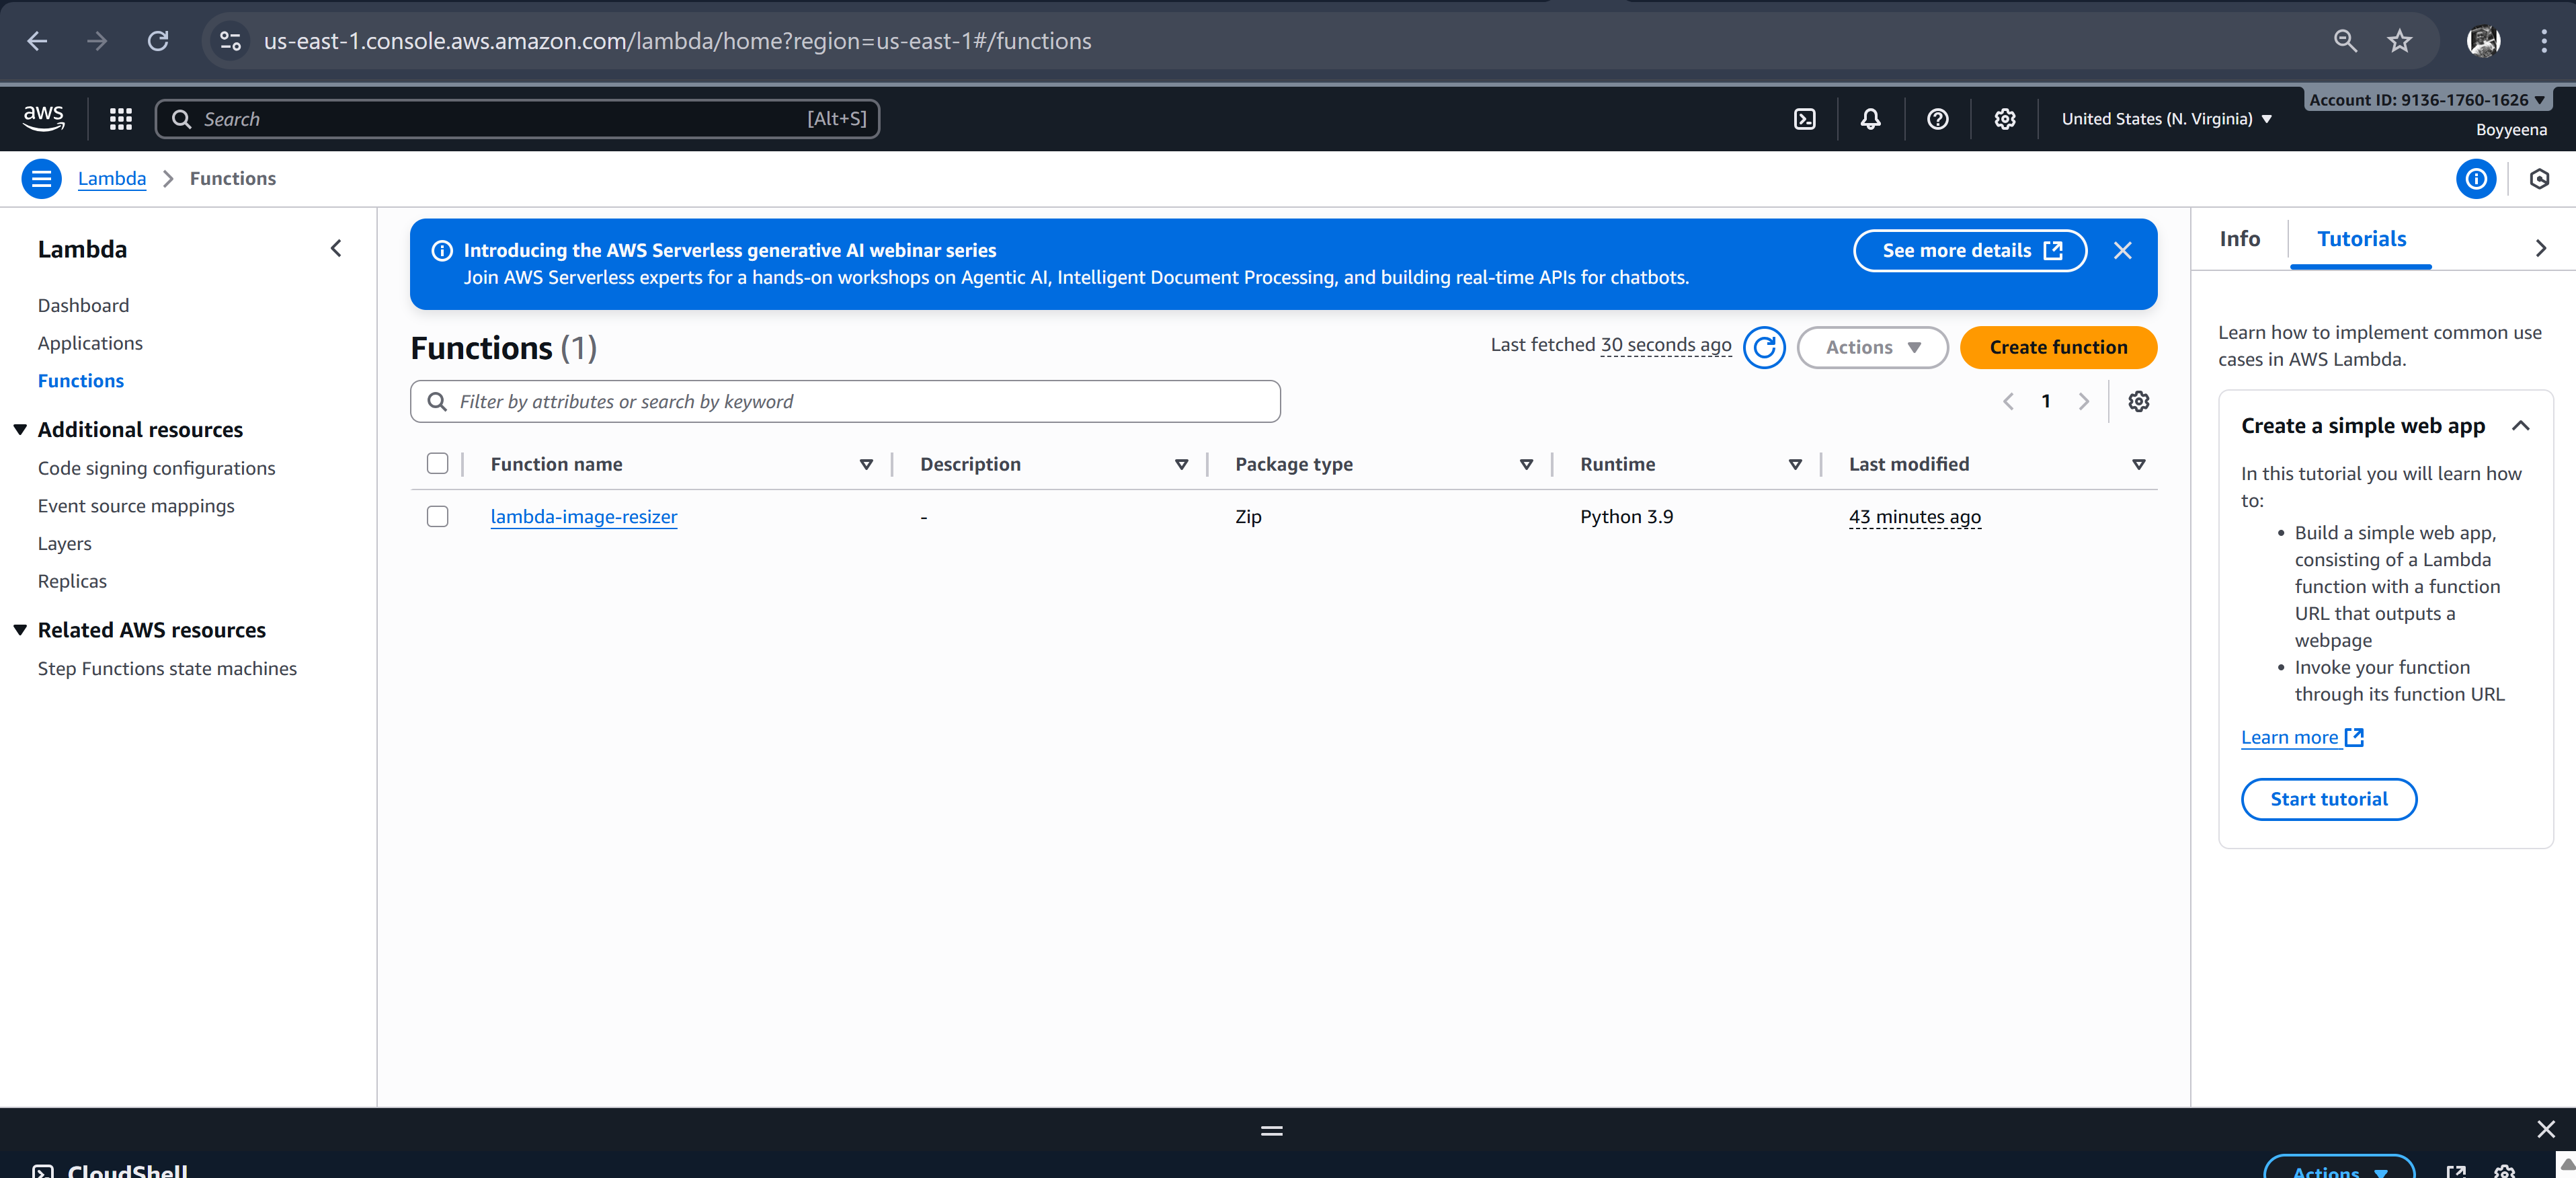 us-east-1.console.aws.amazon.com/lambda/home?region=us-east-1#/functions
aws
Search [Alt+S]
United States (N. Virginia)
Account ID: 9136-1760-1626
Boyyeena
Lambda > Functions
Lambda
Dashboard
Applications
Functions
Additional resources
Code signing configurations
Event source mappings
Layers
Replicas
Related AWS resources
Step Functions state machines
Introducing the AWS Serverless generative AI webinar series
Join AWS Serverless experts for a hands-on workshops on Agentic AI, Intelligent Document Processing, and building real-time APIs for chatbots.
See more details
Functions (1)
Last fetched 30 seconds ago
Actions
Create function
Filter by attributes or search by keyword
1
Function name Description Package type Runtime Last modified
lambda-image-resizer - Zip Python 3.9 43 minutes ago
Info
Tutorials
Learn how to implement common use
cases in AWS Lambda.
Create a simple web app
In this tutorial you will learn how
to:
• Build a simple web app,
consisting of a Lambda
function with a function
URL that outputs a
webpage
• Invoke your function
through its function URL
Learn more
Start tutorial
CloudShell
Actions